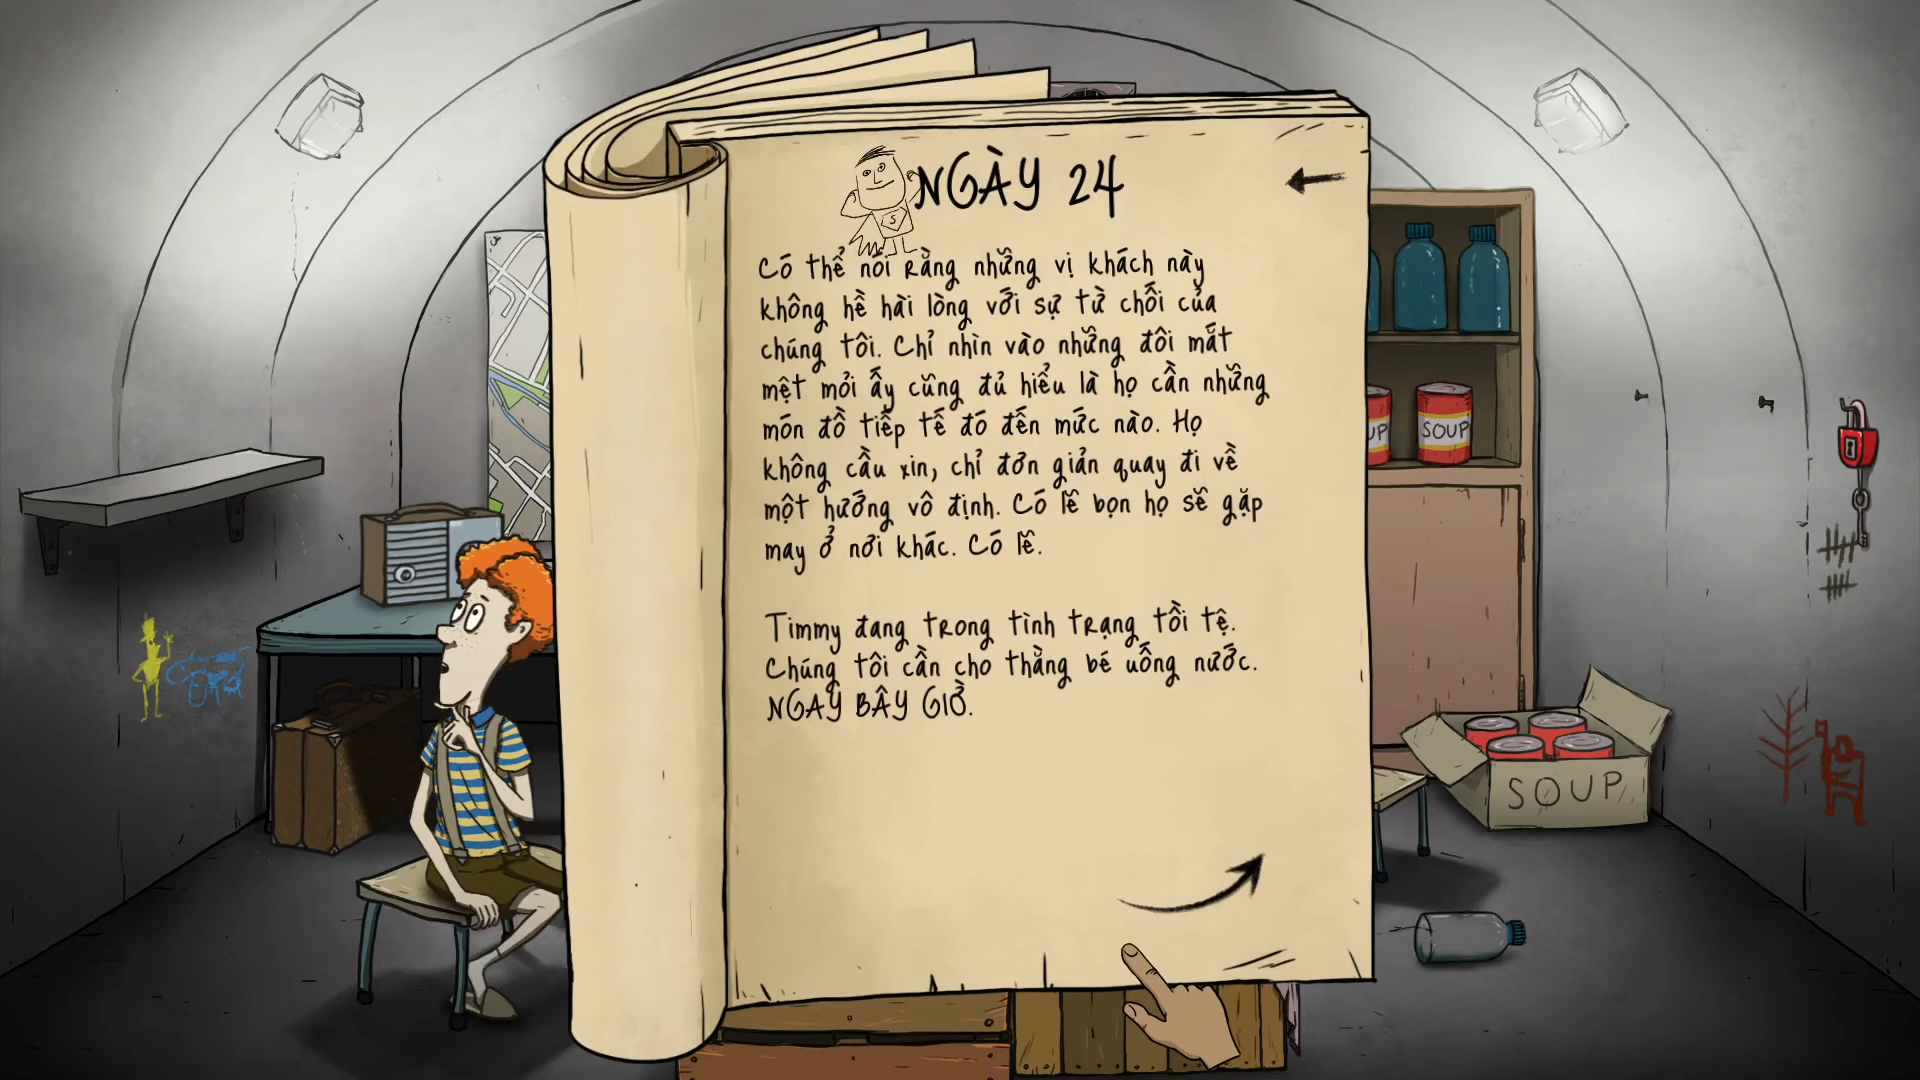 NGÀY 24
Có thể nói rằng những vị khách này
không hề hài lòng với sự từ chối của
chúng tôi. Chỉ nhìn vào những đôi mắt
mệt mỏi ấy cũng đủ hiểu là họ cần những
món đồ tiếp tế đó đến mức nào. Họ
không cầu xin, chỉ đơn giản quay đi về
một hướng vô định. Có lẽ bọn họ sẽ gặp
may ở nơi khác. Có lẽ.
Timmy đang trong tình trạng tồi tệ.
Chúng tôi cần cho thằng bé uống nước.
NGAY BÂY GIỜ.
S
UP
SOUP
SOUP